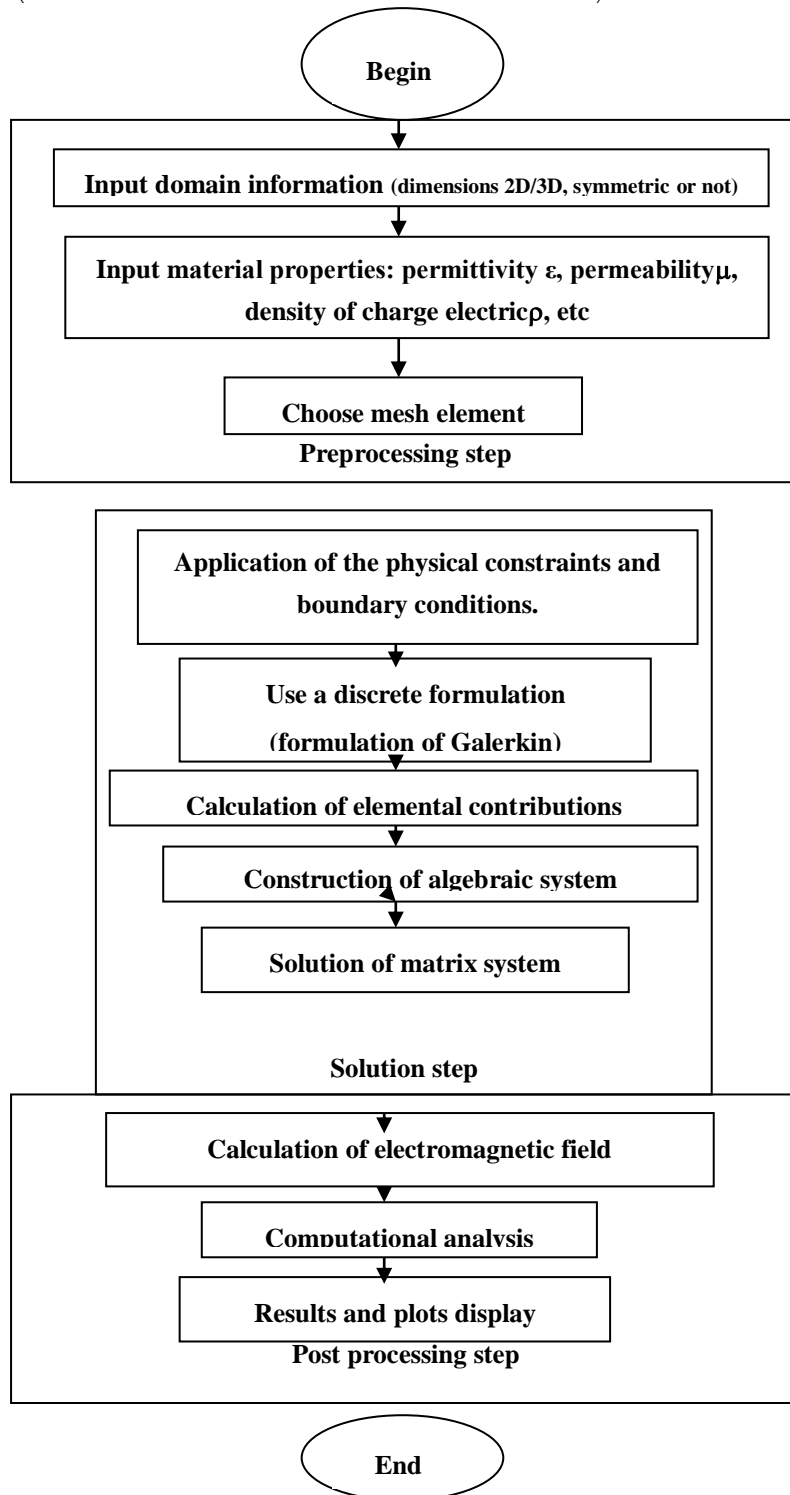 Begin
Input domain information (dimensions 2D/3D, symmetric or not)
Input material properties: permittivity ε, permeabilityμ,
density of charge electricρ, etc
Choose mesh element
Preprocessing step
Application of the physical constraints and
boundary conditions.
Use a discrete formulation
(formulation of Galerkin)
Calculation of elemental contributions
Construction of algebraic system
Solution of matrix system
Solution step
Calculation of electromagnetic field
Computational analysis
Results and plots display
Post processing step
End